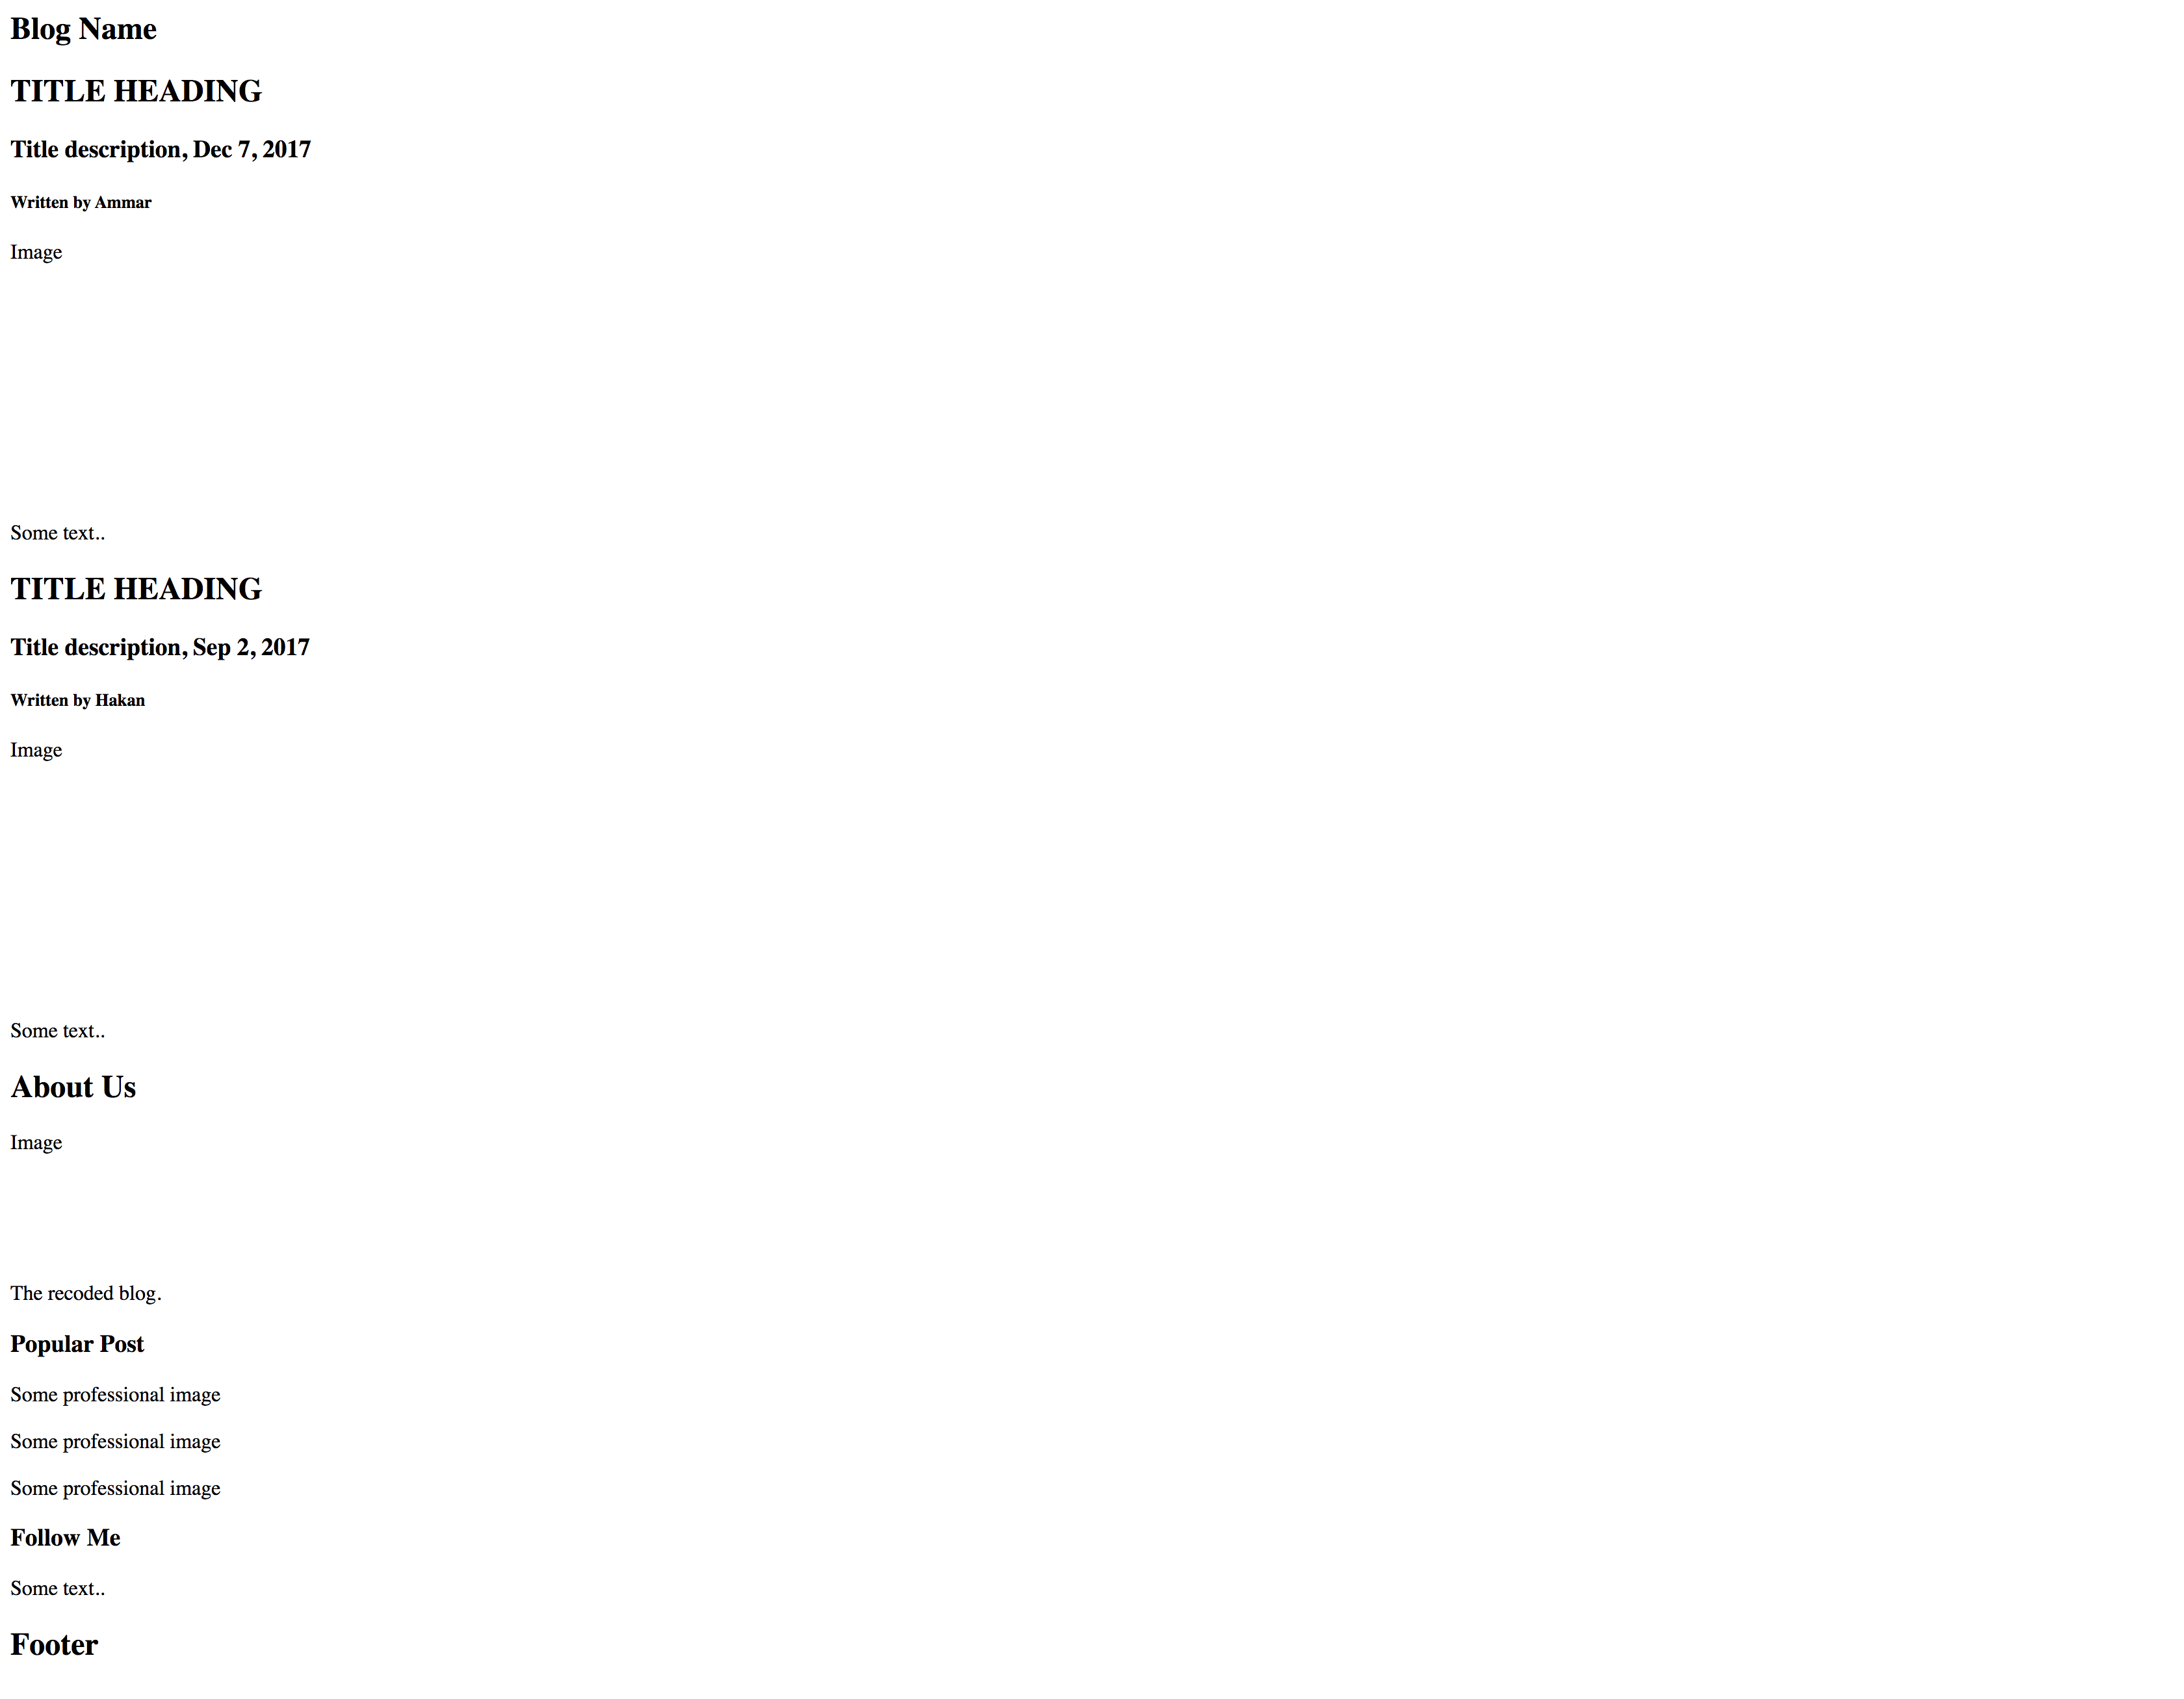 Blog Name
TITLE HEADING
Title description, Dec 7, 2017
Written by Ammar
Image
Some text..
TITLE HEADING
Title description, Sep 2, 2017
Written by Hakan
Image
Some text..
About Us
Image
The recoded blog.
Popular Post
Some professional image
Some professional image
Some professional image
Follow Me
Some text..
Footer